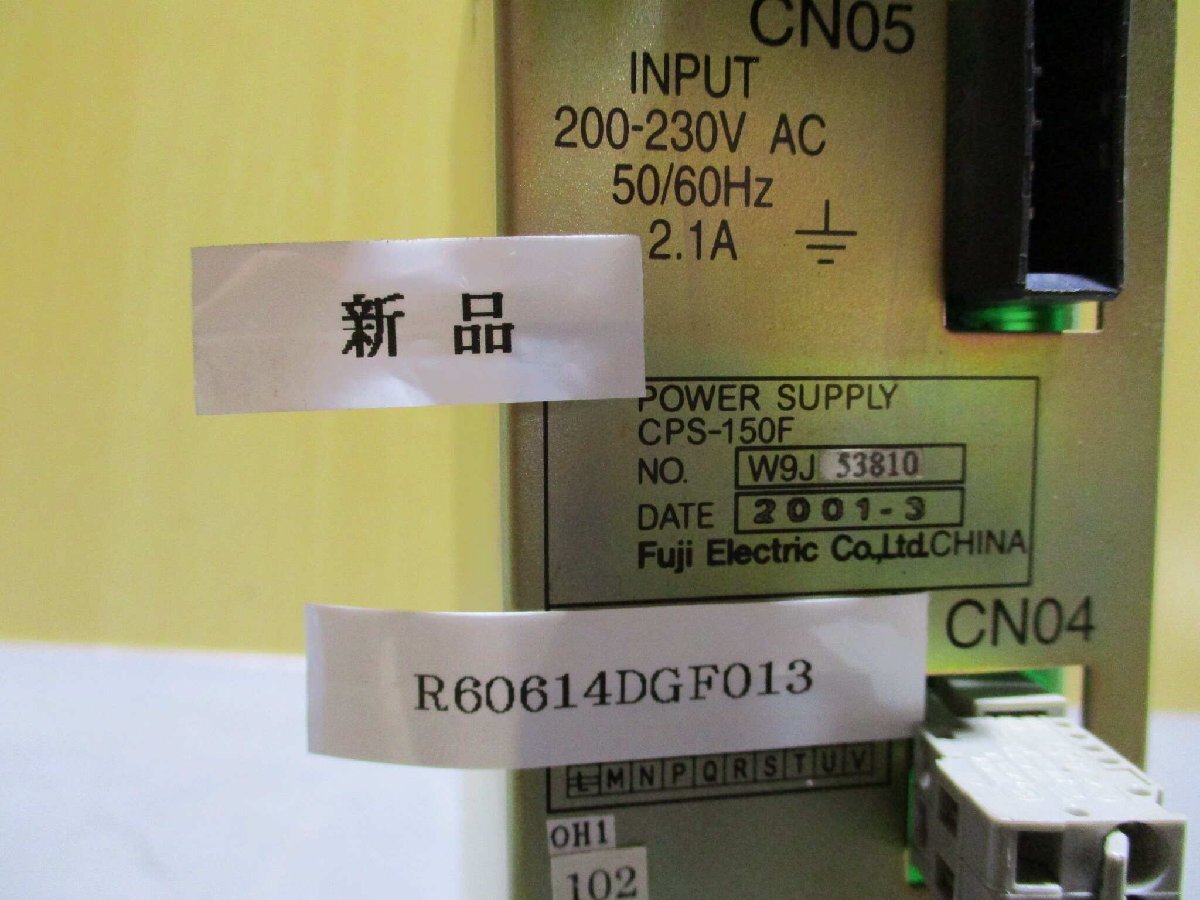 CN05
INPUT
200-230V AC
50/60Hz
2.1A
新品
POWER SUPPLY
CPS-150F
NO. W9J 53810
DATE 2001-3
Fuji Electric Co.,Ltd. CHINA
CN04
R60614DGF013
L M N P Q R S T U V
OH1
102